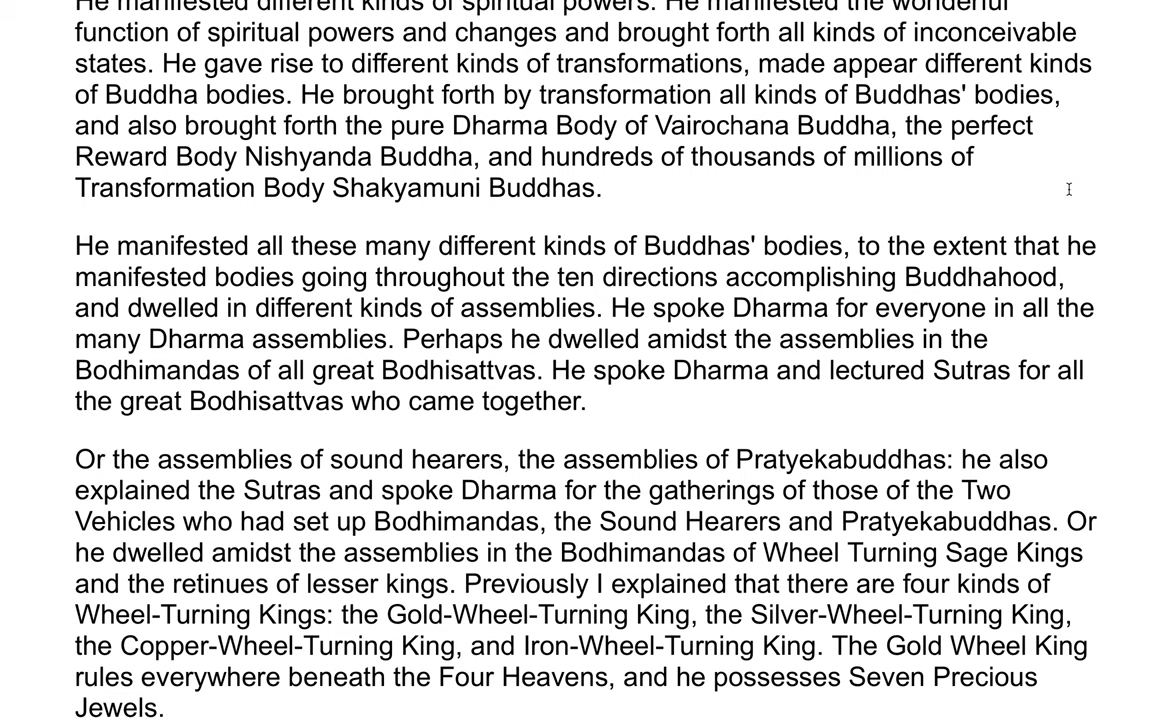 He manifested different kinds of spiritual powers. He manifested the wonderful
function of spiritual powers and changes and brought forth all kinds of inconceivable
states. He gave rise to different kinds of transformations, made appear different kinds
of Buddha bodies. He brought forth by transformation all kinds of Buddhas' bodies,
and also brought forth the pure Dharma Body of Vairochana Buddha, the perfect
Reward Body Nishyanda Buddha, and hundreds of thousands of millions of
Transformation Body Shakyamuni Buddhas.
He manifested all these many different kinds of Buddhas' bodies, to the extent that he
manifested bodies going throughout the ten directions accomplishing Buddhahood,
and dwelled in different kinds of assemblies. He spoke Dharma for everyone in all the
many Dharma assemblies. Perhaps he dwelled amidst the assemblies in the
Bodhimandas of all great Bodhisattvas. He spoke Dharma and lectured Sutras for all
the great Bodhisattvas who came together.
Or the assemblies of sound hearers, the assemblies of Pratyekabuddhas: he also
explained the Sutras and spoke Dharma for the gatherings of those of the Two
Vehicles who had set up Bodhimandas, the Sound Hearers and Pratyekabuddhas. Or
he dwelled amidst the assemblies in the Bodhimandas of Wheel Turning Sage Kings
and the retinues of lesser kings. Previously I explained that there are four kinds of
Wheel-Turning Kings: the Gold-Wheel-Turning King, the Silver-Wheel-Turning King,
the Copper-Wheel-Turning King, and Iron-Wheel-Turning King. The Gold Wheel King
rules everywhere beneath the Four Heavens, and he possesses Seven Precious
Jewels.